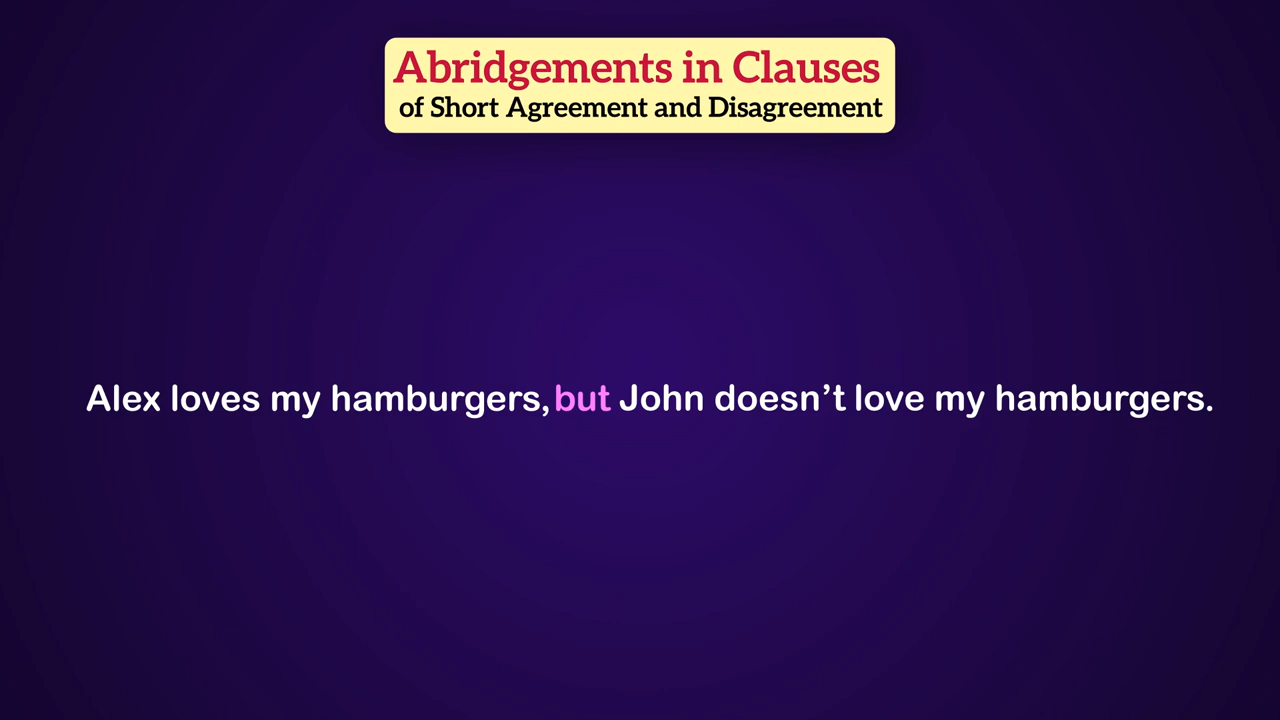 Abridgements in Clauses
of Short Agreement and Disagreement
Alex loves my hamburgers, but John doesn’t love my hamburgers.